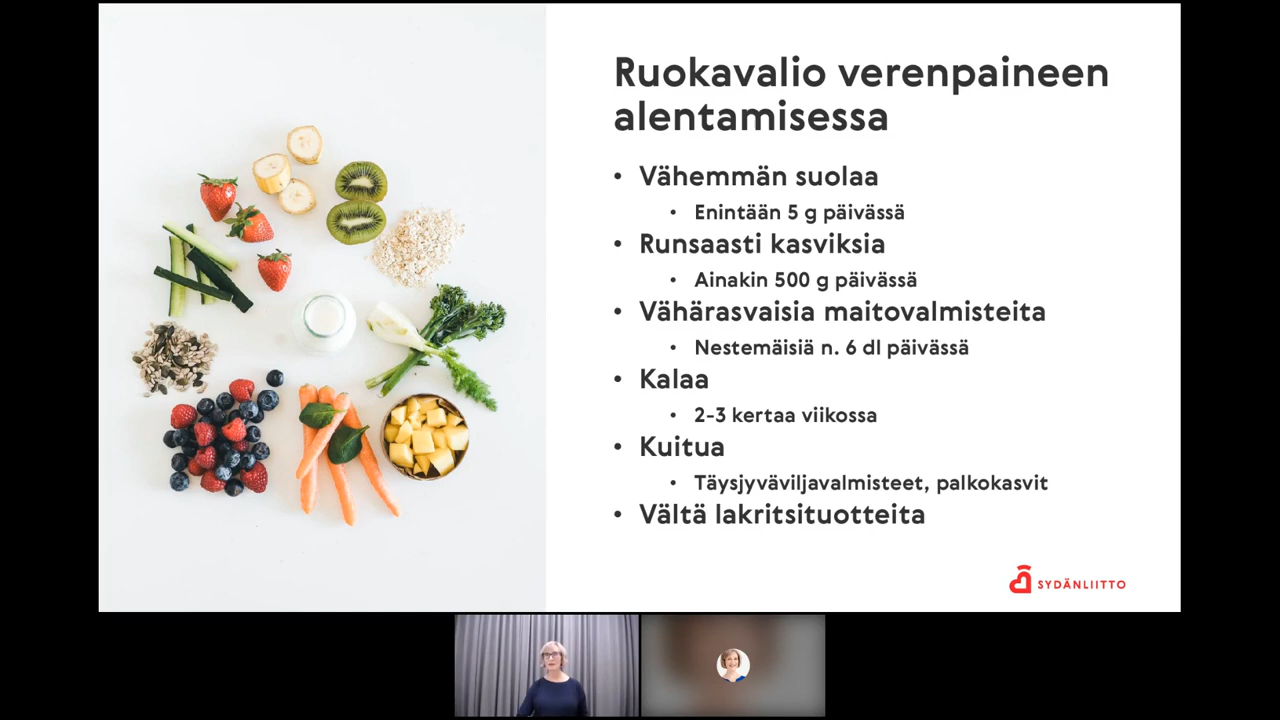 Ruokavalio verenpaineen
alentamisessa
• Vähemmän suolaa
• Enintään 5 g päivässä
• Runsaasti kasviksia
• Ainakin 500 g päivässä
• Vähärasvaisia maitovalmisteita
• Nestemäisiä n. 6 dl päivässä
• Kalaa
• 2-3 kertaa viikossa
• Kuitua
• Täysjyväviljavalmisteet, palkokasvit
• Vältä lakritsituotteita
SYDÄNLIITTO